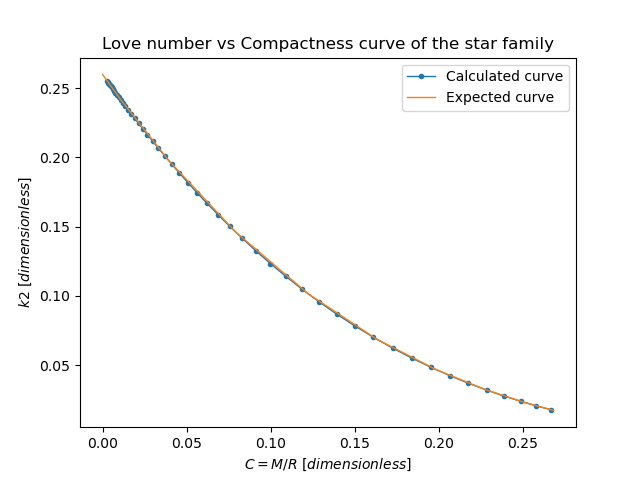 Love number vs Compactness curve of the star family
Calculated curve
Expected curve
0.25
0.20
0.15
0.10
0.05
k2 [dimensionless]
0.00 0.05 0.10 0.15 0.20 0.25
C = M/R [dimensionless]